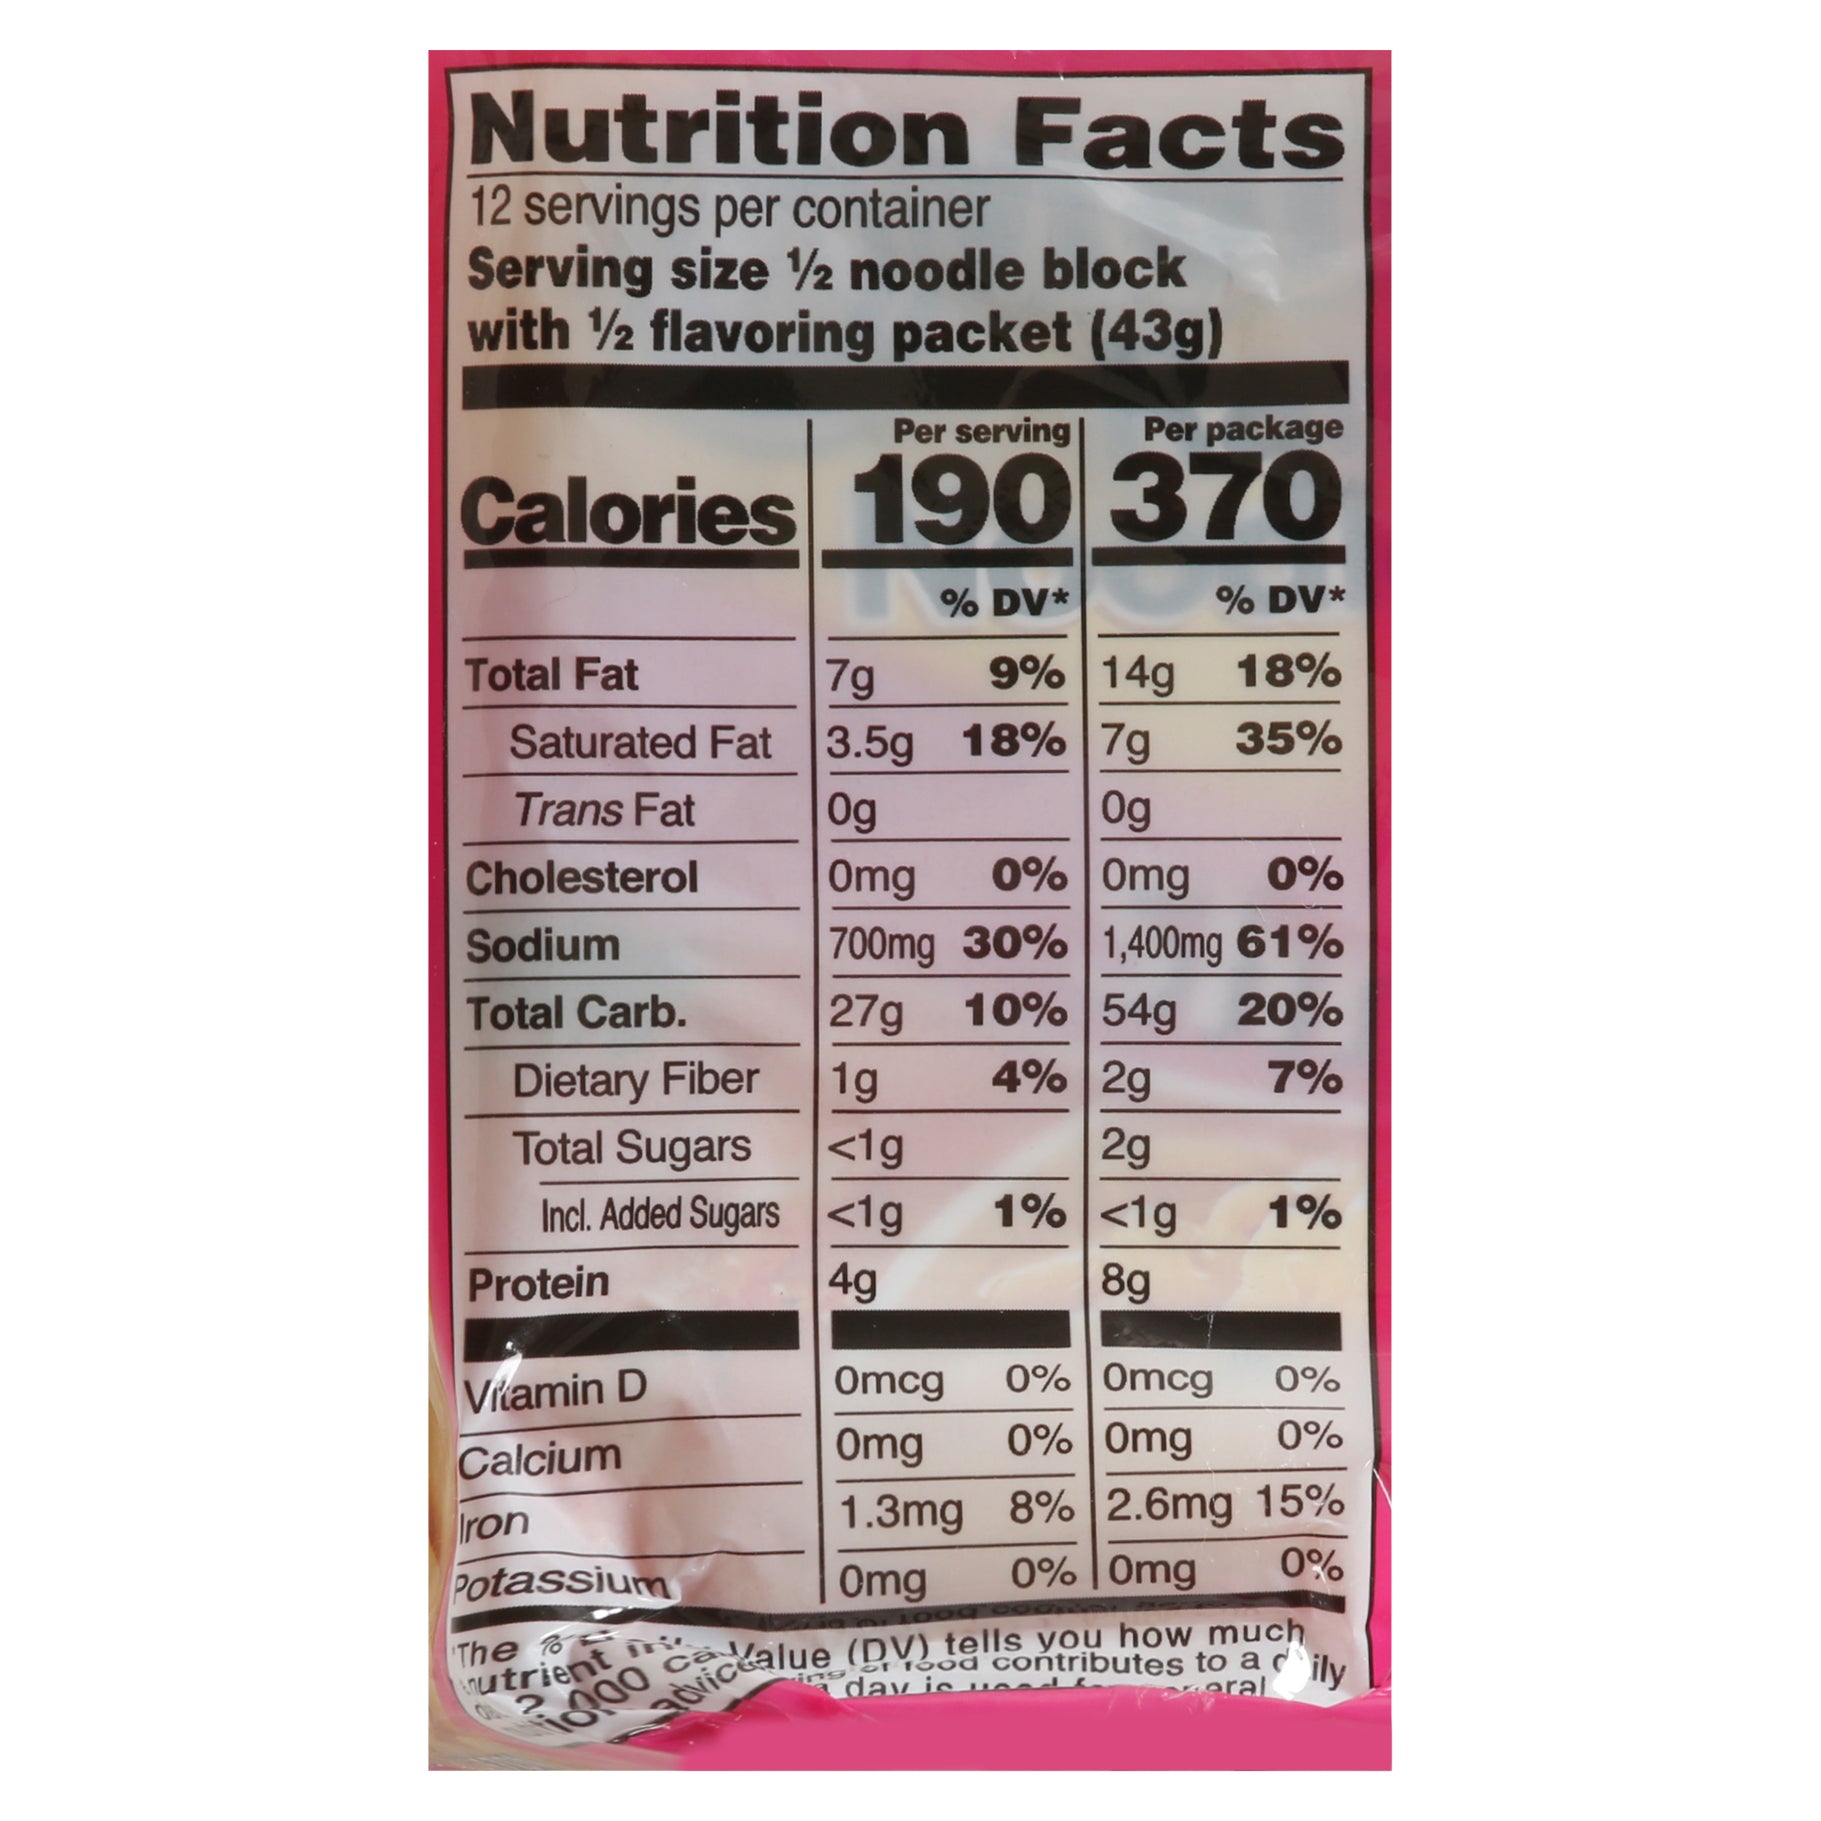 Nutrition Facts
12 servings per container
Serving size ½ noodle block
with ½ flavoring packet (43g)
Per serving Per package
Calories 190 370
% DV* % DV*
Total Fat 7g 9% 14g 18%
Saturated Fat 3.5g 18% 7g 35%
Trans Fat 0g 0g
Cholesterol 0mg 0% 0mg 0%
Sodium 700mg 30% 1,400mg 61%
Total Carb. 27g 10% 54g 20%
Dietary Fiber 1g 4% 2g 7%
Total Sugars <1g 2g
Incl. Added Sugars <1g 1% <1g 1%
Protein 4g 8g
Vitamin D 0mcg 0% 0mcg 0%
Calcium 0mg 0% 0mg 0%
Iron 1.3mg 8% 2.6mg 15%
Potassium 0mg 0% 0mg 0%
*The % Value (DV) tells you how much
nutrient food contributes to a daily
2,000 day is used
advice